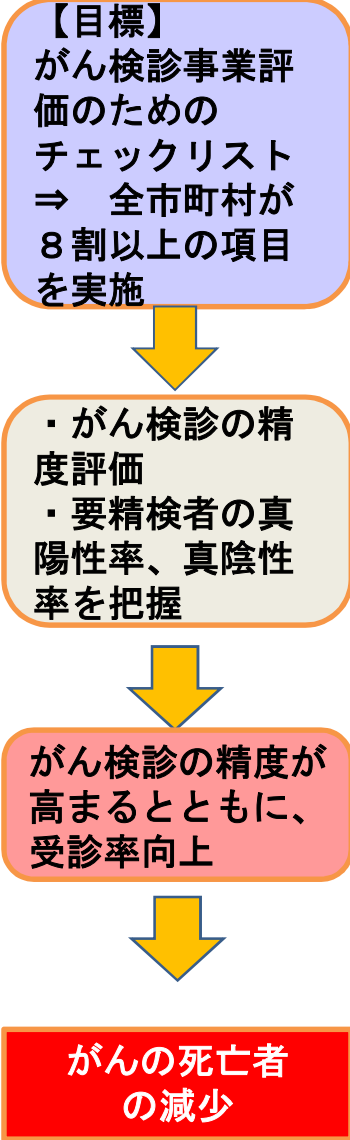 【目標】
がん検診事業評
価のための
チェックリスト
⇒　全市町村が
８割以上の項目
を実施
・がん検診の精
度評価
・要精検者の真
陽性率、真陰性
率を把握
がん検診の精度が
高まるとともに、
受診率向上
がんの死亡者
の減少